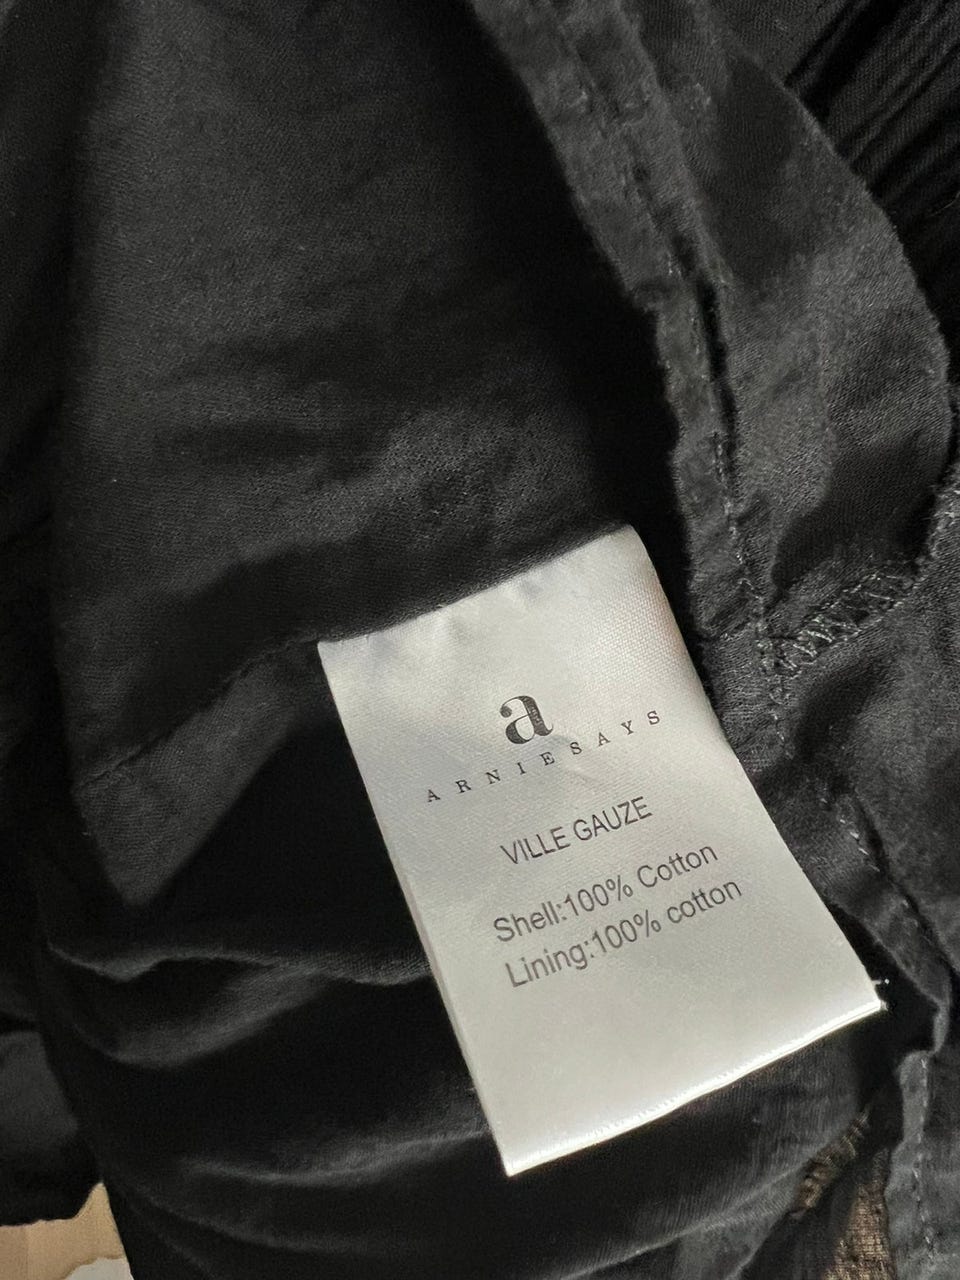 a
ARNIESAYS
VILLE GAUZE
Shell:100% Cotton
Lining:100% cotton